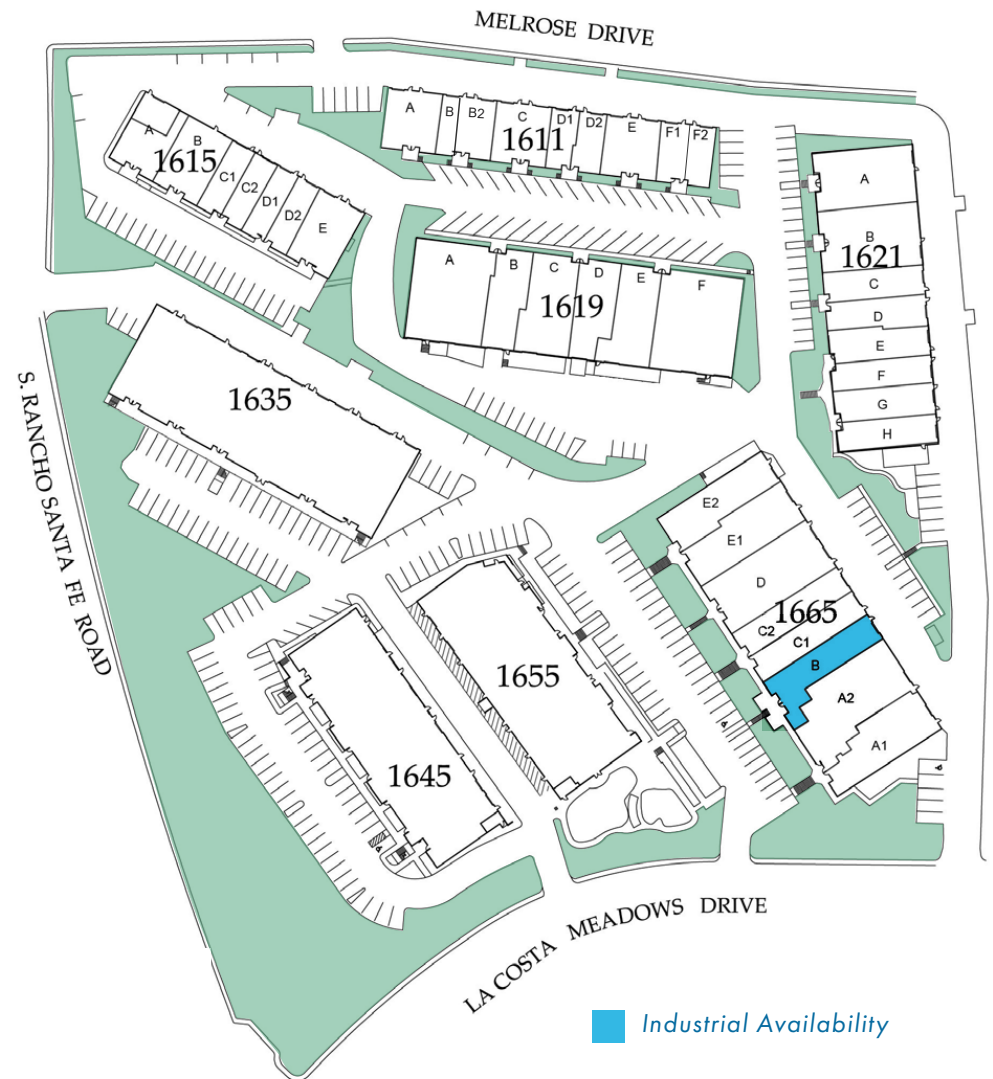 MELROSE DRIVE
A
B
B2
C
D1
D2
E
F1
F2
1611
A
B
C1
C2
D1
D2
E
1615
A
B
C
D
E
F
1619
A
B
1621
C
D
E
F
G
H
1635
S. RANCHO SANTA FE ROAD
E2
E1
D
1665
C2
C1
B
A2
A1
1655
1645
LA COSTA MEADOWS DRIVE
Industrial Availability